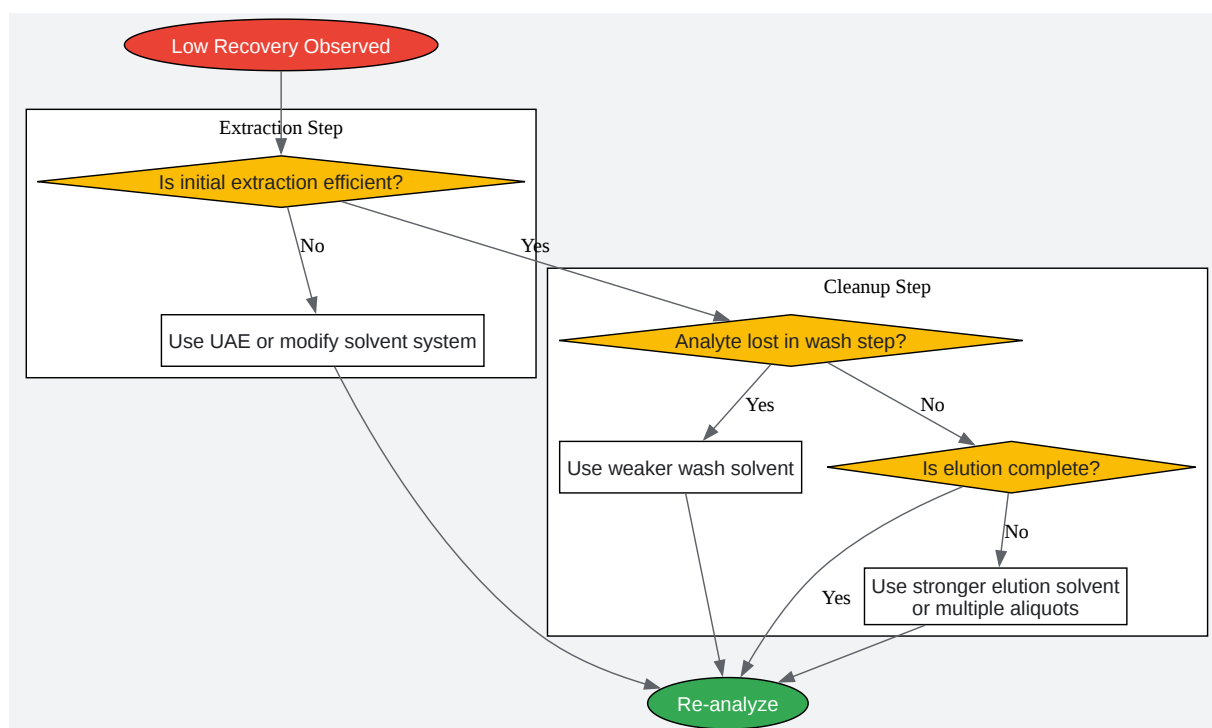 Low Recovery Observed
Extraction Step
Is initial extraction efficient?
No
Yes
Use UAE or modify solvent system
Cleanup Step
Analyte lost in wash step?
Yes
No
Use weaker wash solvent
Is elution complete?
No
Yes
Use stronger elution solvent
or multiple aliquots
Re-analyze